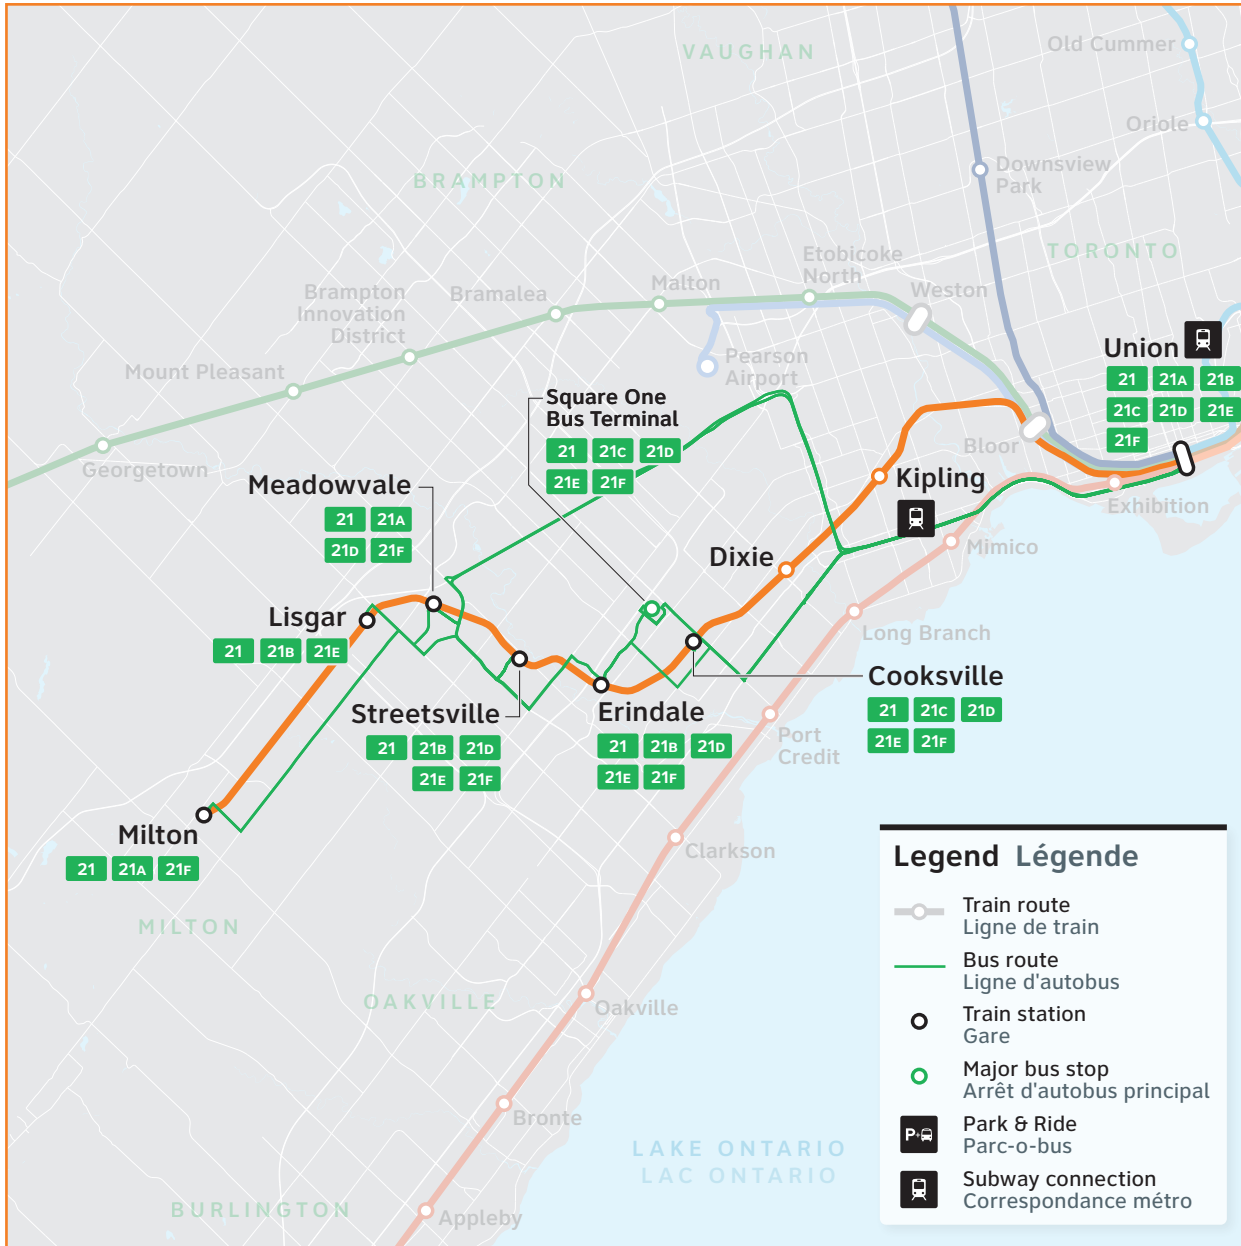 VAUGHAN
Old Cummer
Oriole
BRAMPTON
Downsview
Park
TORONTO
Etobicoke
North
Weston
Malton
Bramalea
Brampton
Innovation
District
Mount Pleasant
Georgetown
Pearson
Airport
Union
21 21A 21B
21C 21D 21E
21F
Bloor
Exhibition
Square One
Bus Terminal
21 21C 21D
21E 21F
Kipling
Mimico
Meadowvale
21 21A
21D 21F
Dixie
Long Branch
Lisgar
21 21B 21E
Cooksville
21 21C 21D
21E 21F
Streetsville
21 21B 21D
21E 21F
Erindale
21 21B 21D
21E 21F
Port
Credit
Milton
21 21A 21F
Clarkson
MILTON
OAKVILLE
Oakville
Bronte
LAKE ONTARIO
LAC ONTARIO
BURLINGTON
Appleby
Legend Légende
Train route
Ligne de train
Bus route
Ligne d'autobus
Train station
Gare
Major bus stop
Arrêt d'autobus principal
P+
Park & Ride
Parc-o-bus
Subway connection
Correspondance métro